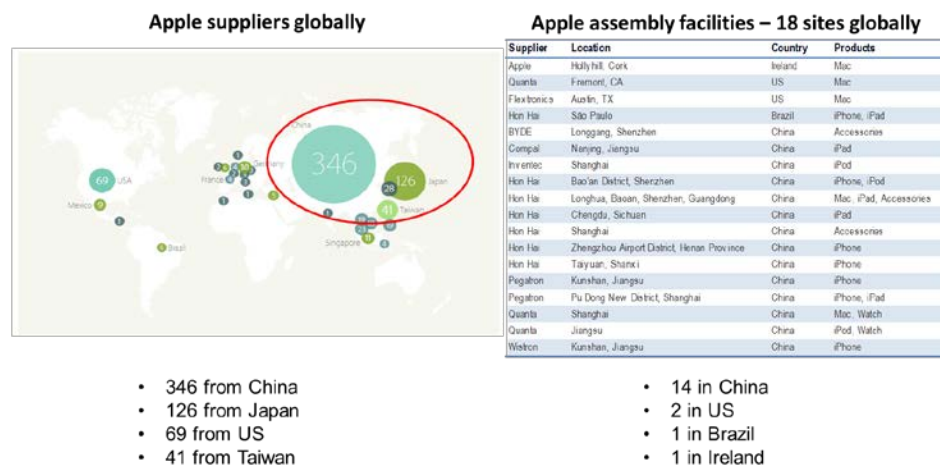 Apple suppliers globally
China
346
1
Germany
France
69
USA
126
Japan
28
Mexico
41
Taiwan
1
Singapore
11
Brazil
Apple assembly facilities – 18 sites globally
Supplier Location Country Products
Apple Hollyhill, Cork Ireland Mac
Quanta Fremont, CA US Mac
Flextronics Austin, TX US Mac
Hon Hai São Paulo Brazil iPhone, iPad
BYDE Longgang, Shenzhen China Accessories
Compal Nanjing, Jiangsu China iPad
Inventec Shanghai China iPod
Hon Hai Bao'an District, Shenzhen China iPhone, iPod
Hon Hai Longhua, Baoan, Shenzhen, Guangdong China Mac, iPad, Accessories
Hon Hai Chengdu, Sichuan China iPad
Hon Hai Shanghai China Accessories
Hon Hai Zhengzhou Airport District, Henan Province China iPhone
Hon Hai Taiyuan, Shanxi China iPhone
Pegatron Kunshan, Jiangsu China iPhone
Pegatron Pu Dong New District, Shanghai China iPhone, iPad
Quanta Shanghai China Mac, Watch
Quanta Jiangsu China iPod, Watch
Wistron Kunshan, Jiangsu China iPhone
• 346 from China
• 126 from Japan
• 69 from US
• 41 from Taiwan
• 14 in China
• 2 in US
• 1 in Brazil
• 1 in Ireland